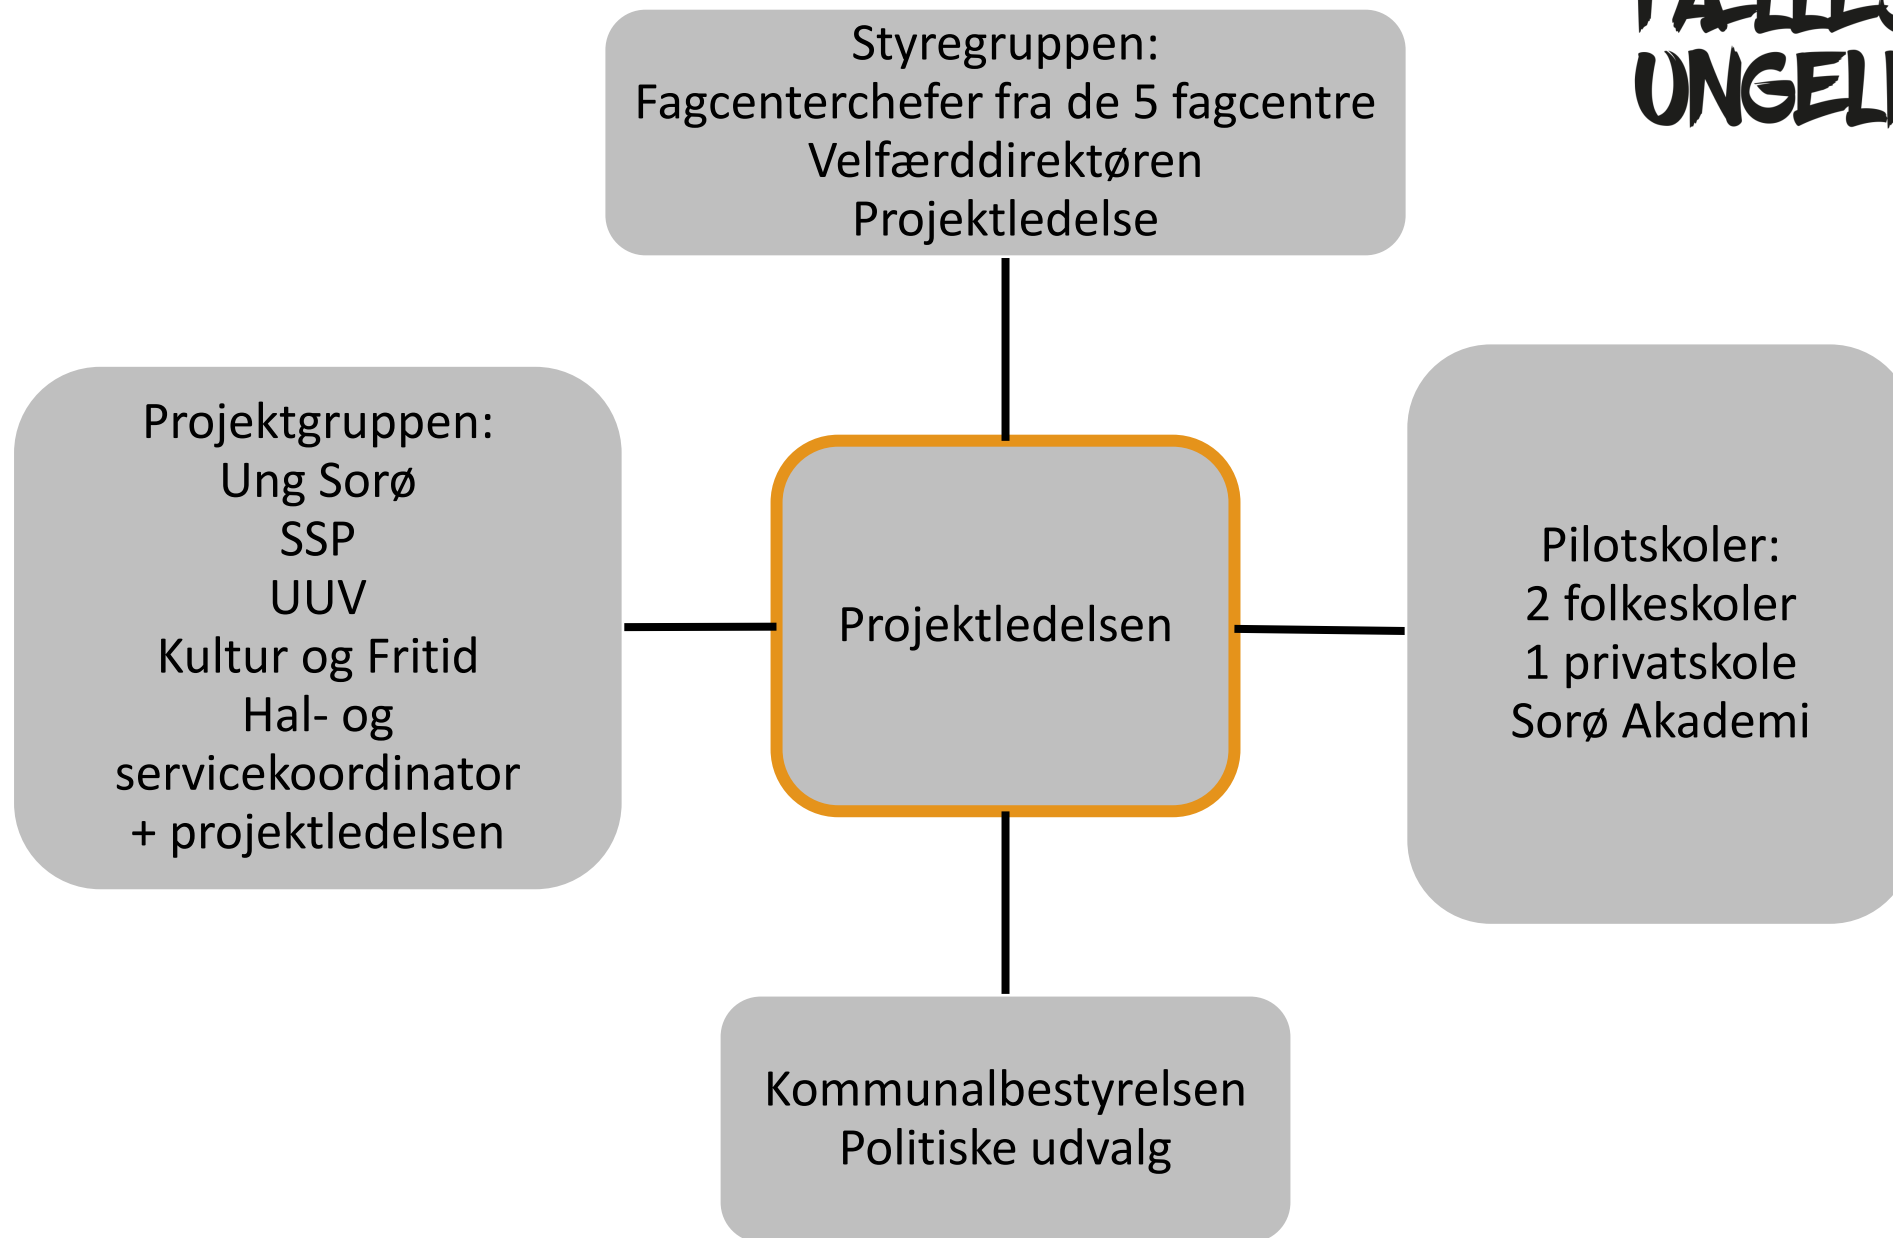 Styregruppen:
Fagcenterchefer fra de 5 fagcentre
Velfærddirektøren
Projektledelse
Projektgruppen:
Ung Sorø
SSP
UUV
Kultur og Fritid
Hal- og
servicekoordinator
+ projektledelsen
Projektledelsen
Pilotskoler:
2 folkeskoler
1 privatskole
Sorø Akademi
Kommunalbestyrelsen
Politiske udvalg